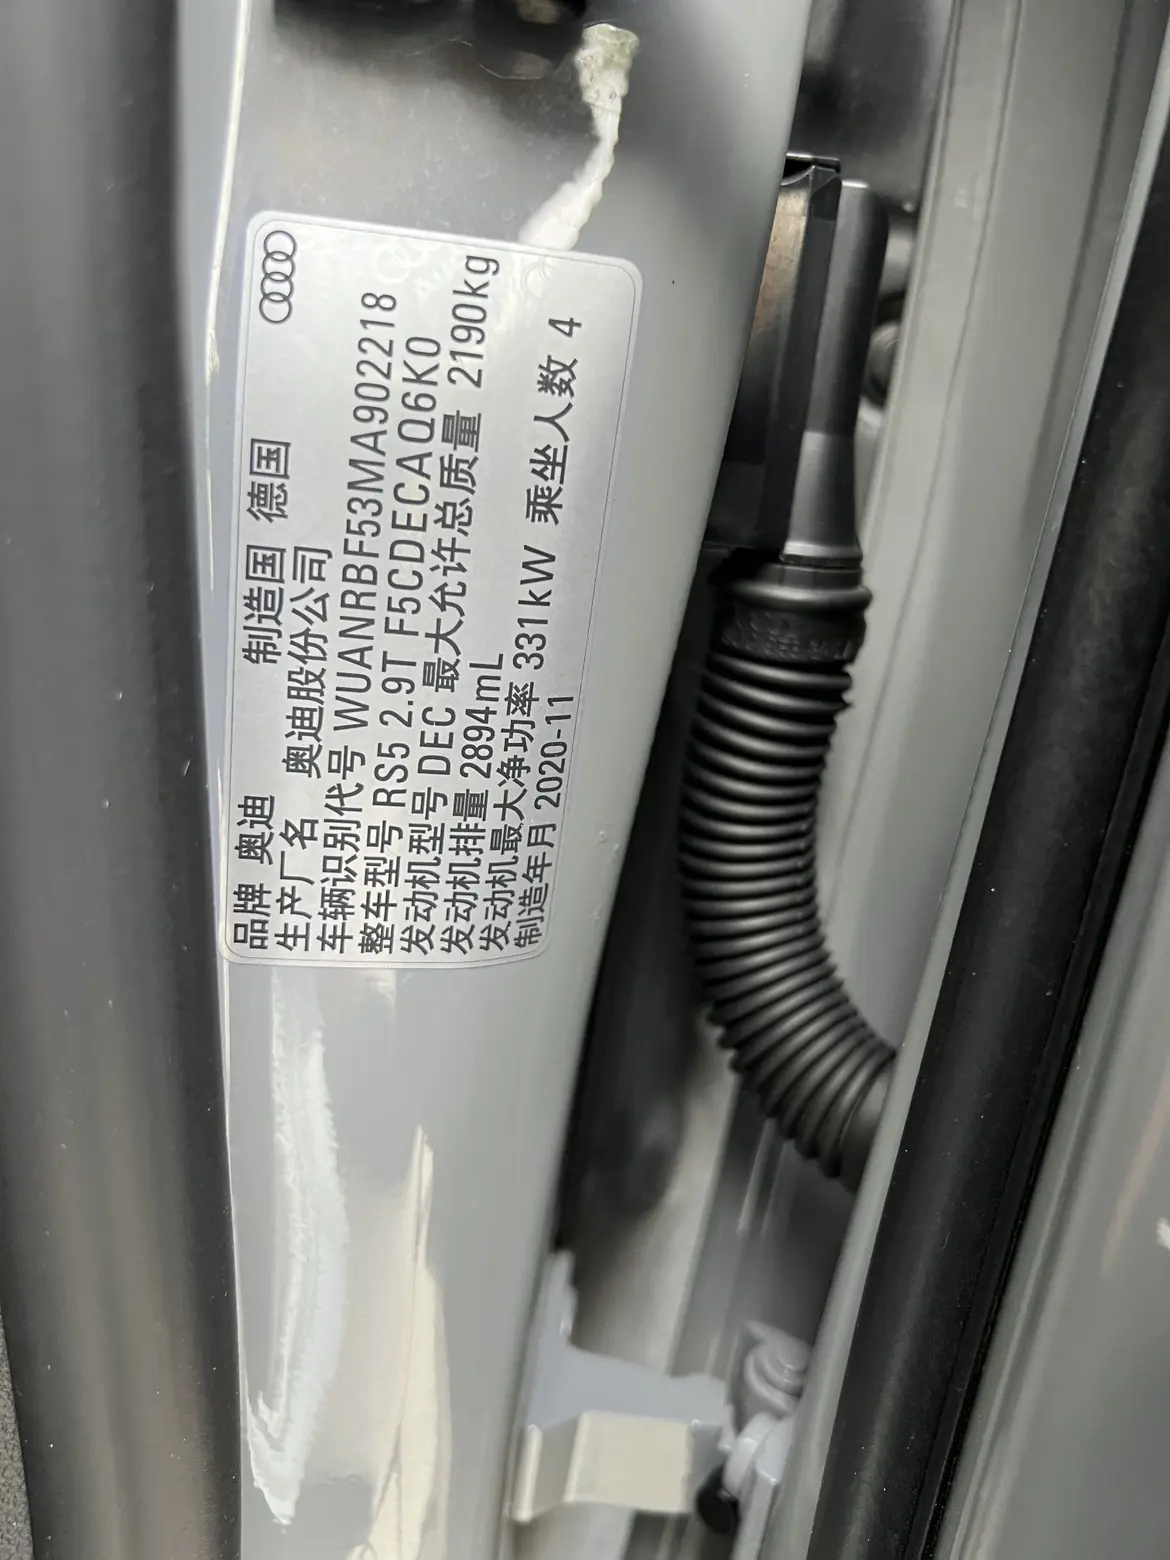 品牌 奥迪 制造国 德国
生产厂名 奥迪股份公司
车辆识别代号 WUANRBF53MA902218
整车型号 RS5 2.9T F5CDECAQ6K0
发动机型号 DEC 最大允许总质量 2190kg
发动机排量 2894mL
发动机最大净功率 331kW 乘坐人数 4
制造年月 2020-11